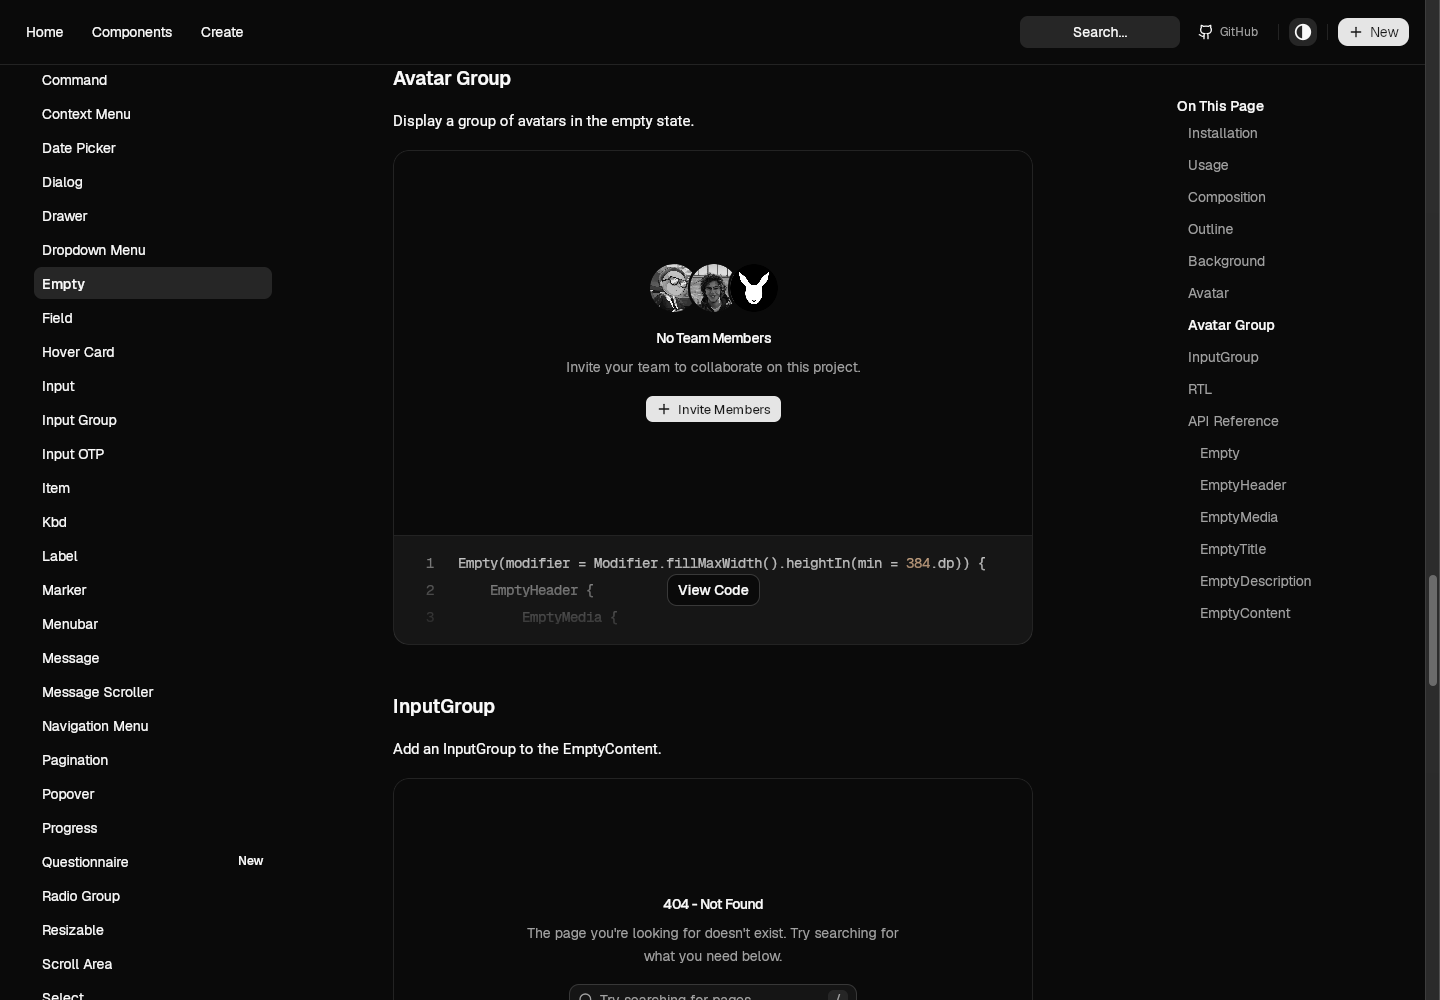 Home
Components
Create
Search...
GitHub
New
Command
Context Menu
Date Picker
Dialog
Drawer
Dropdown Menu
Empty
Field
Hover Card
Input
Input Group
Input OTP
Item
Kbd
Label
Marker
Menubar
Message
Message Scroller
Navigation Menu
Pagination
Popover
Progress
Questionnaire New
Radio Group
Resizable
Scroll Area
Select
Avatar Group
Display a group of avatars in the empty state.
No Team Members
Invite your team to collaborate on this project.
Invite Members
1 Empty(modifier = Modifier.fillMaxWidth().heightIn(min = 384.dp)) {
2 EmptyHeader {
View Code
3 EmptyMedia {
InputGroup
Add an InputGroup to the EmptyContent.
404 - Not Found
The page you're looking for doesn't exist. Try searching for
what you need below.
Try searching for pages... /
On This Page
Installation
Usage
Composition
Outline
Background
Avatar
Avatar Group
InputGroup
RTL
API Reference
Empty
EmptyHeader
EmptyMedia
EmptyTitle
EmptyDescription
EmptyContent